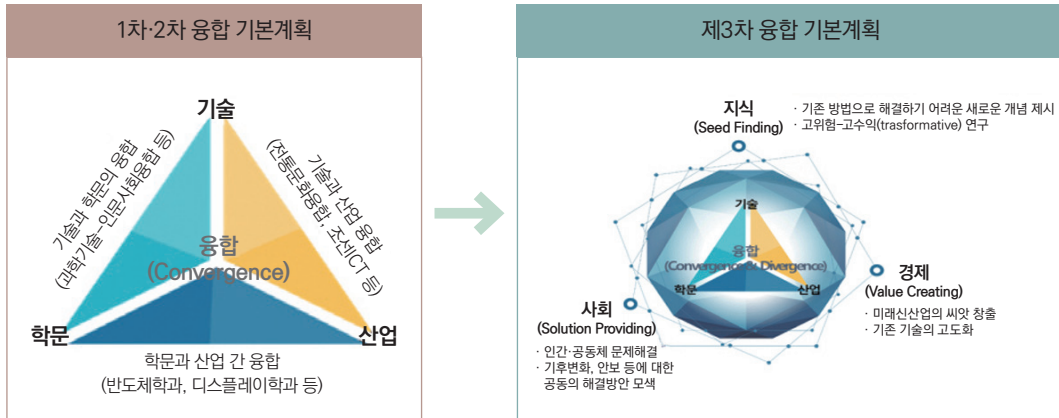 1차·2차 융합 기본계획
기술
기술과 학문의 융합
(과학기술-인문사회융합 등)
기술과 산업 융합
(전통문화융합, 조선ICT 등)
융합
(Convergence)
학문
산업
학문과 산업 간 융합
(반도체학과, 디스플레이학과 등)
제3차 융합 기본계획
지식
(Seed Finding)
· 기존 방법으로 해결하기 어려운 새로운 개념 제시
· 고위험-고수익(trasformative) 연구
기술
융합
(Convergence & Divergence)
학문
산업
경제
(Value Creating)
· 미래신산업의 씨앗 창출
· 기존 기술의 고도화
사회
(Solution Providing)
· 인간·공동체 문제해결
· 기후변화, 안보 등에 대한
공동의 해결방안 모색